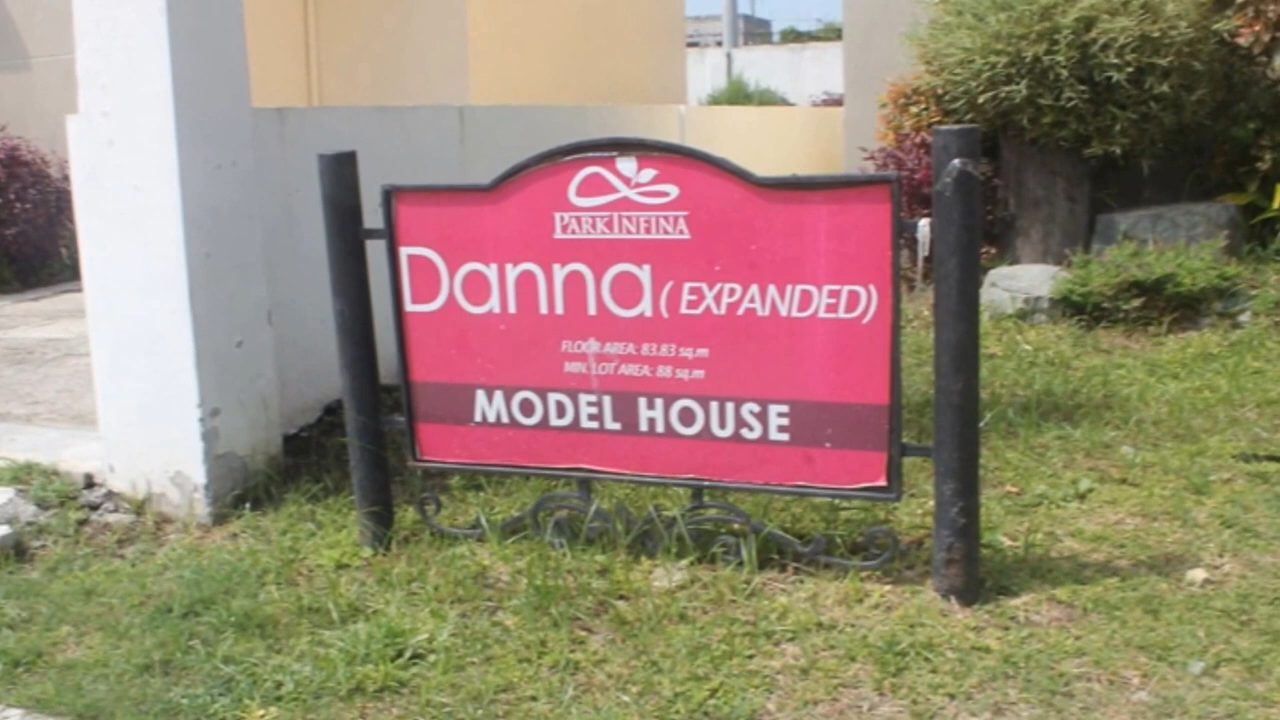 PARKINFINA
Danna (EXPANDED)
FLOOR AREA: 83.83 sq.m
MIN. LOT AREA: 88 sq.m
MODEL HOUSE